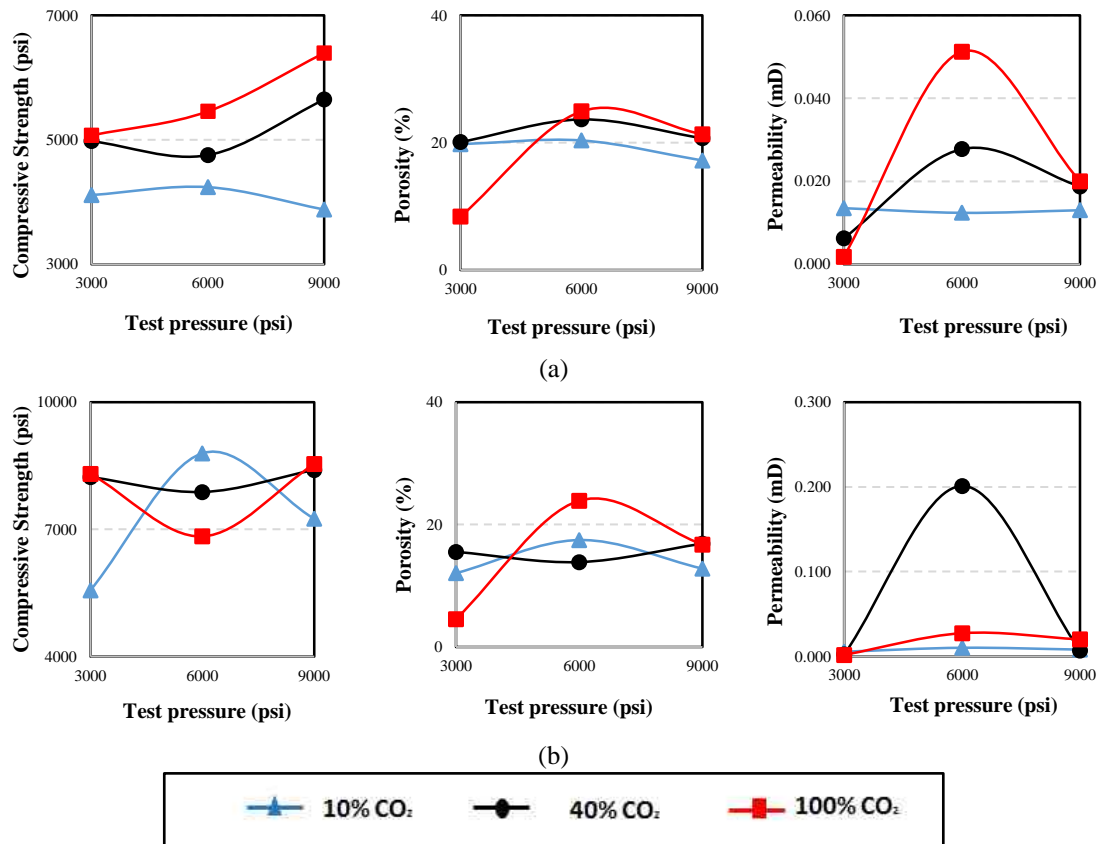 Compressive Strength (psi)
7000
5000
3000
3000 6000 9000
Test pressure (psi)
Porosity (%)
40
20
0
3000 6000 9000
Test pressure (psi)
Permeability (mD)
0.060
0.040
0.020
0.000
3000 6000 9000
Test pressure (psi)
(a)
Compressive Strength (psi)
10000
7000
4000
3000 6000 9000
Test pressure (psi)
Porosity (%)
40
20
0
3000 6000 9000
Test pressure (psi)
Permeability (mD)
0.300
0.200
0.100
0.000
3000 6000 9000
Test pressure (psi)
(b)
10% CO₂ 40% CO₂ 100% CO₂